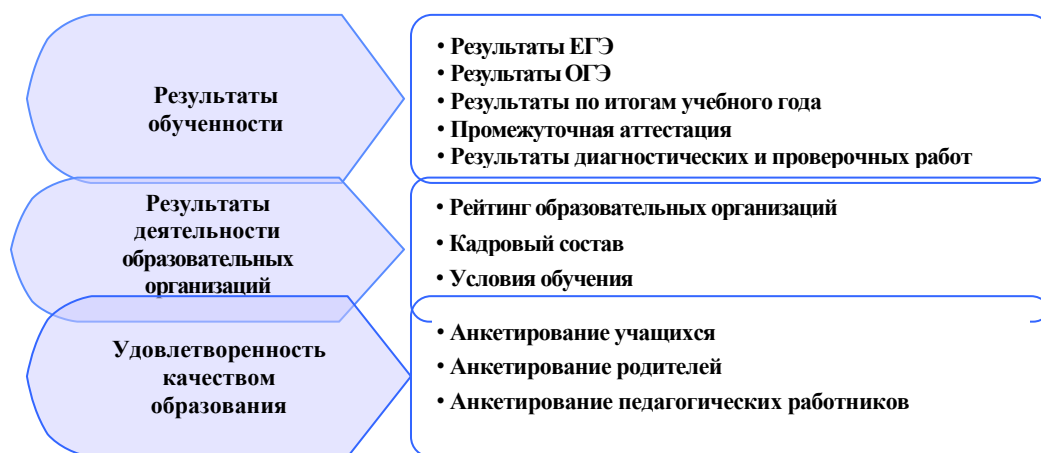 Результаты
обученности
• Результаты ЕГЭ
• Результаты ОГЭ
• Результаты по итогам учебного года
• Промежуточная аттестация
• Результаты диагностических и проверочных работ
Результаты
деятельности
образовательных
организаций
• Рейтинг образовательных организаций
• Кадровый состав
• Условия обучения
Удовлетворенность
качеством
образования
• Анкетирование учащихся
• Анкетирование родителей
• Анкетирование педагогических работников